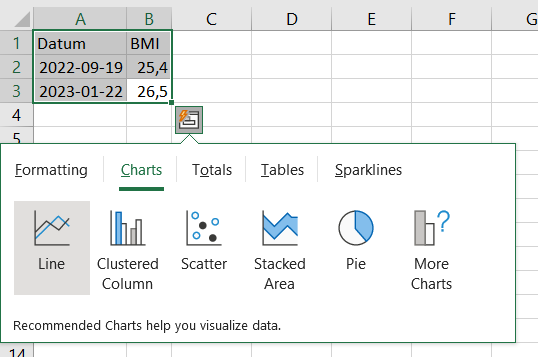 A B C D E F G
1 Datum BMI
2 2022-09-19 25,4
3 2023-01-22 26,5
4
5
Formatting Charts Totals Tables Sparklines
Line Clustered Column Scatter Stacked Area Pie More Charts
Recommended Charts help you visualize data.
14